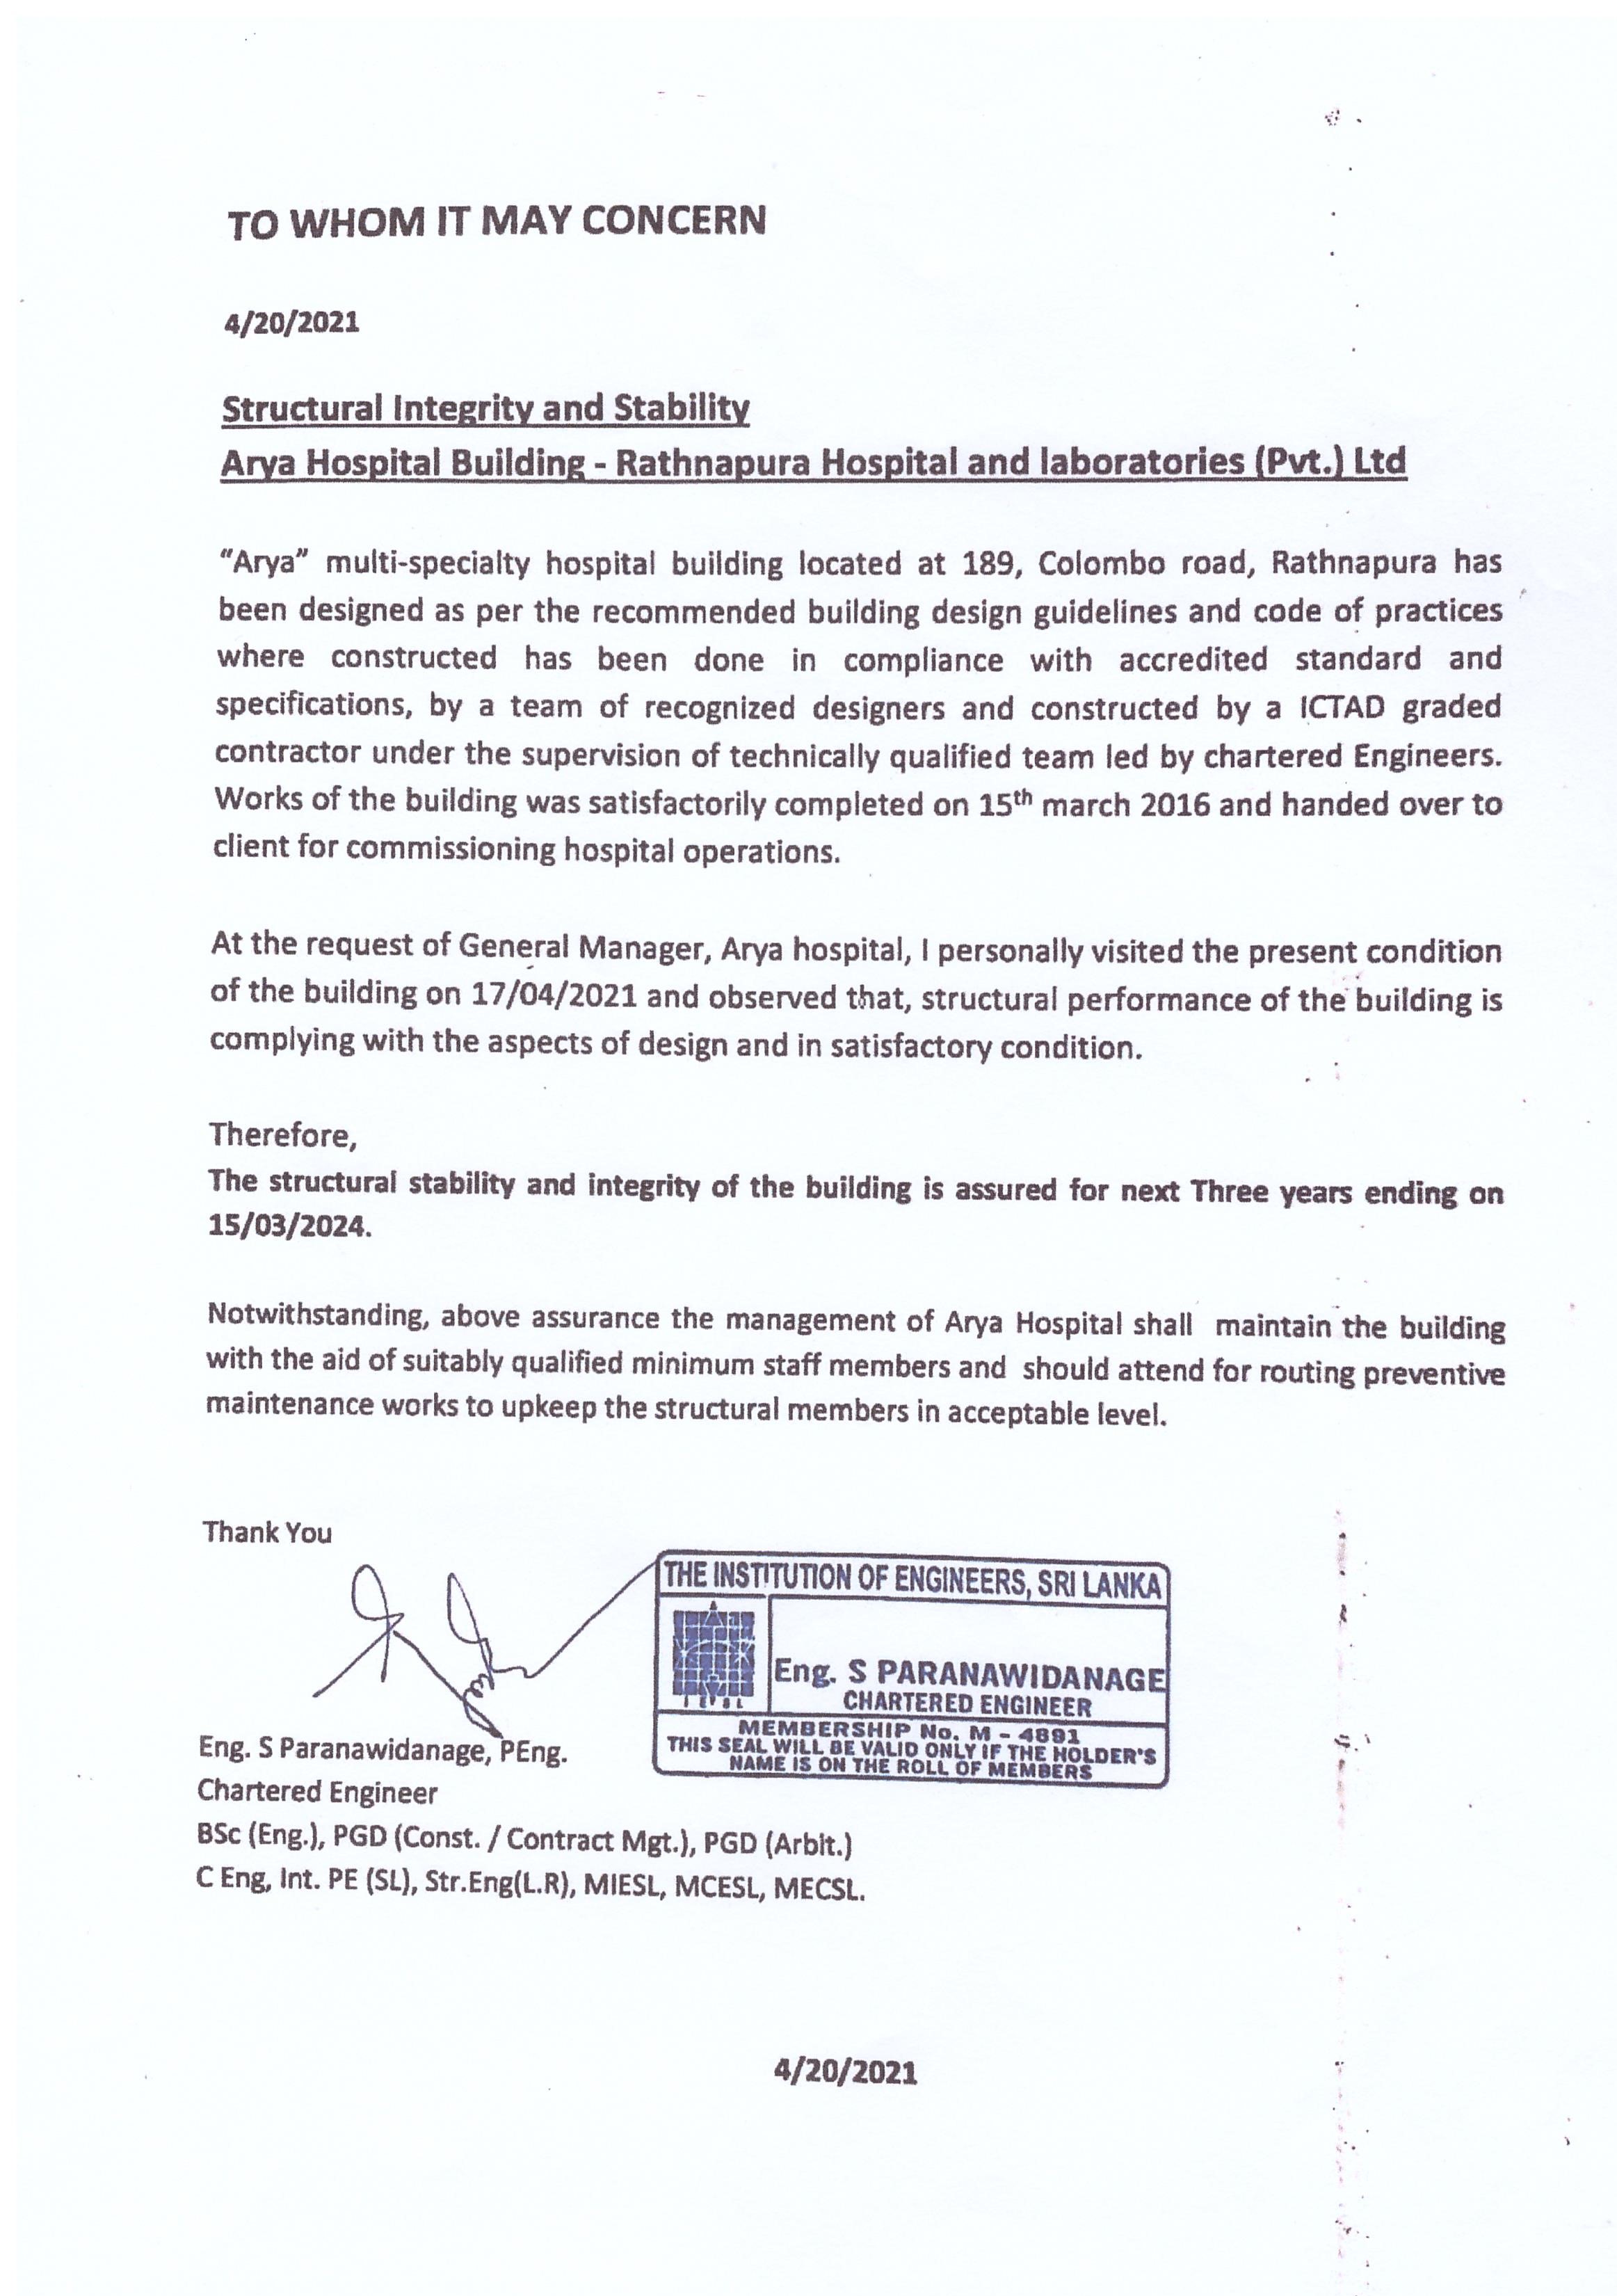 TO WHOM IT MAY CONCERN
4/20/2021
Structural Integrity and Stability
Arya Hospital Building - Rathnapura Hospital and laboratories (Pvt.) Ltd
“Arya” multi-specialty hospital building located at 189, Colombo road, Rathnapura has
been designed as per the recommended building design guidelines and code of practices
where constructed has been done in compliance with accredited standard and
specifications, by a team of recognized designers and constructed by a ICTAD graded
contractor under the supervision of technically qualified team led by chartered Engineers.
Works of the building was satisfactorily completed on 15th march 2016 and handed over to
client for commissioning hospital operations.
At the request of General Manager, Arya hospital, I personally visited the present condition
of the building on 17/04/2021 and observed that, structural performance of the building is
complying with the aspects of design and in satisfactory condition.
Therefore,
The structural stability and integrity of the building is assured for next Three years ending on
15/03/2024.
Notwithstanding, above assurance the management of Arya Hospital shall maintain the building
with the aid of suitably qualified minimum staff members and should attend for routing preventive
maintenance works to upkeep the structural members in acceptable level.
Thank You
THE INSTITUTION OF ENGINEERS, SRI LANKA
Eng. S PARANAWIDANAGE
CHARTERED ENGINEER
IESL
MEMBERSHIP No. M - 4891
THIS SEAL WILL BE VALID ONLY IF THE HOLDER'S
NAME IS ON THE ROLL OF MEMBERS
Eng. S Paranawidanage, PEng.
Chartered Engineer
BSc (Eng.), PGD (Const. / Contract Mgt.), PGD (Arbit.)
C Eng, Int. PE (SL), Str.Eng(L.R), MIESL, MCESL, MECSL.
4/20/2021